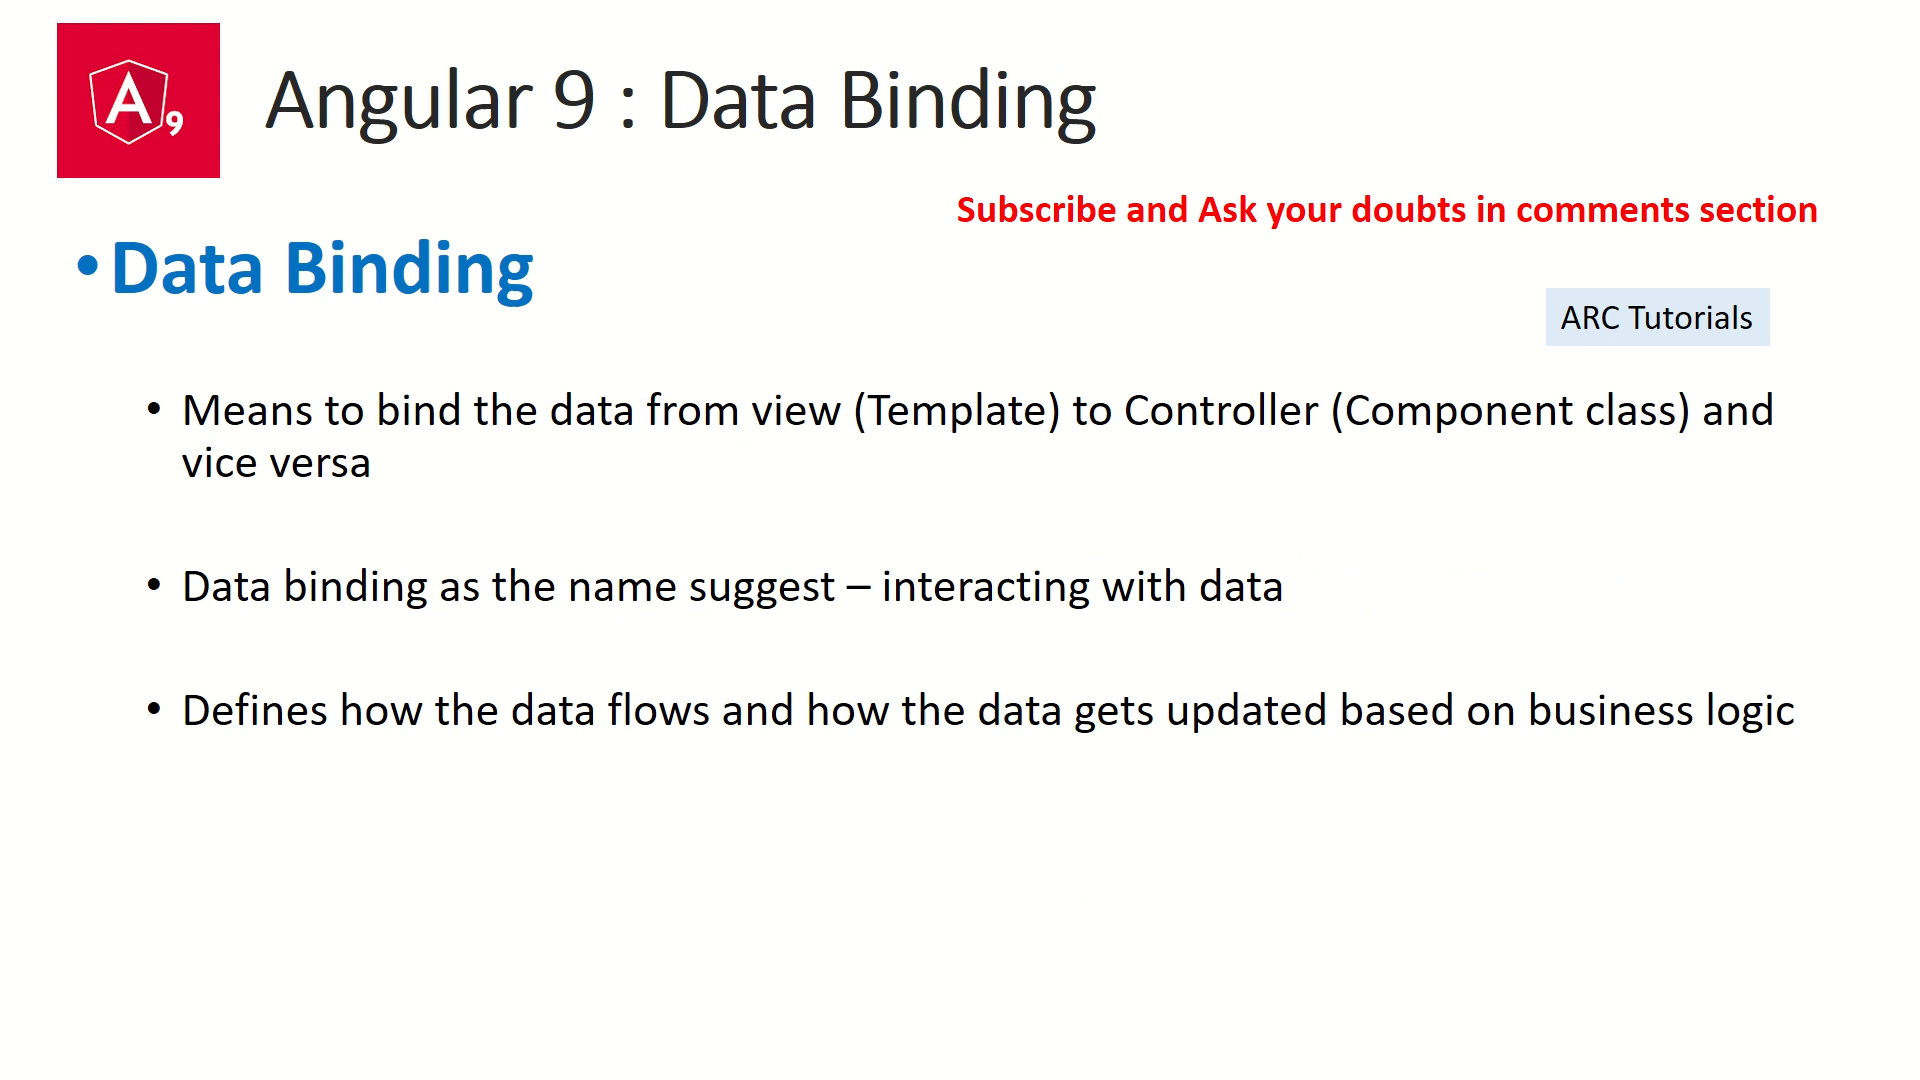 A9
Angular 9 : Data Binding
Subscribe and Ask your doubts in comments section
•Data Binding
ARC Tutorials
• Means to bind the data from view (Template) to Controller (Component class) and
vice versa
• Data binding as the name suggest – interacting with data
• Defines how the data flows and how the data gets updated based on business logic